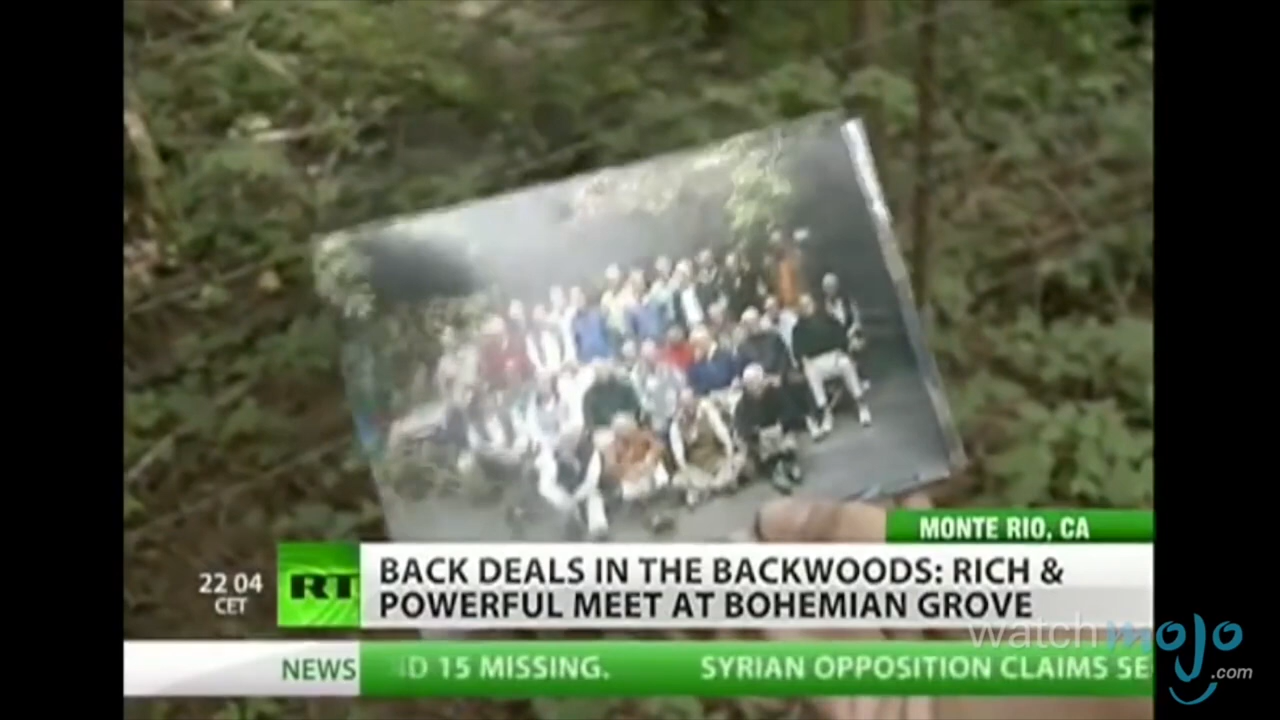 MONTE RIO, CA
22 04
CET
RT
BACK DEALS IN THE BACKWOODS: RICH &
POWERFUL MEET AT BOHEMIAN GROVE
watchmojo
.com
NEWS
15 MISSING.
SYRIAN OPPOSITION CLAIMS